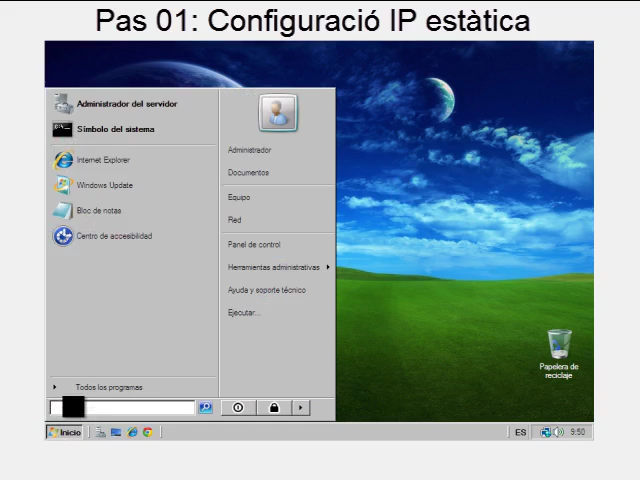 Pas 01: Configuració IP estàtica
Administrador del servidor
Símbolo del sistema
Internet Explorer
Windows Update
Bloc de notas
Centro de accesibilidad
Todos los programas
Administrador
Documentos
Equipo
Red
Panel de control
Herramientas administrativas
Ayuda y soporte técnico
Ejecutar...
Papelera de
reciclaje
Inicio
ES
9:50